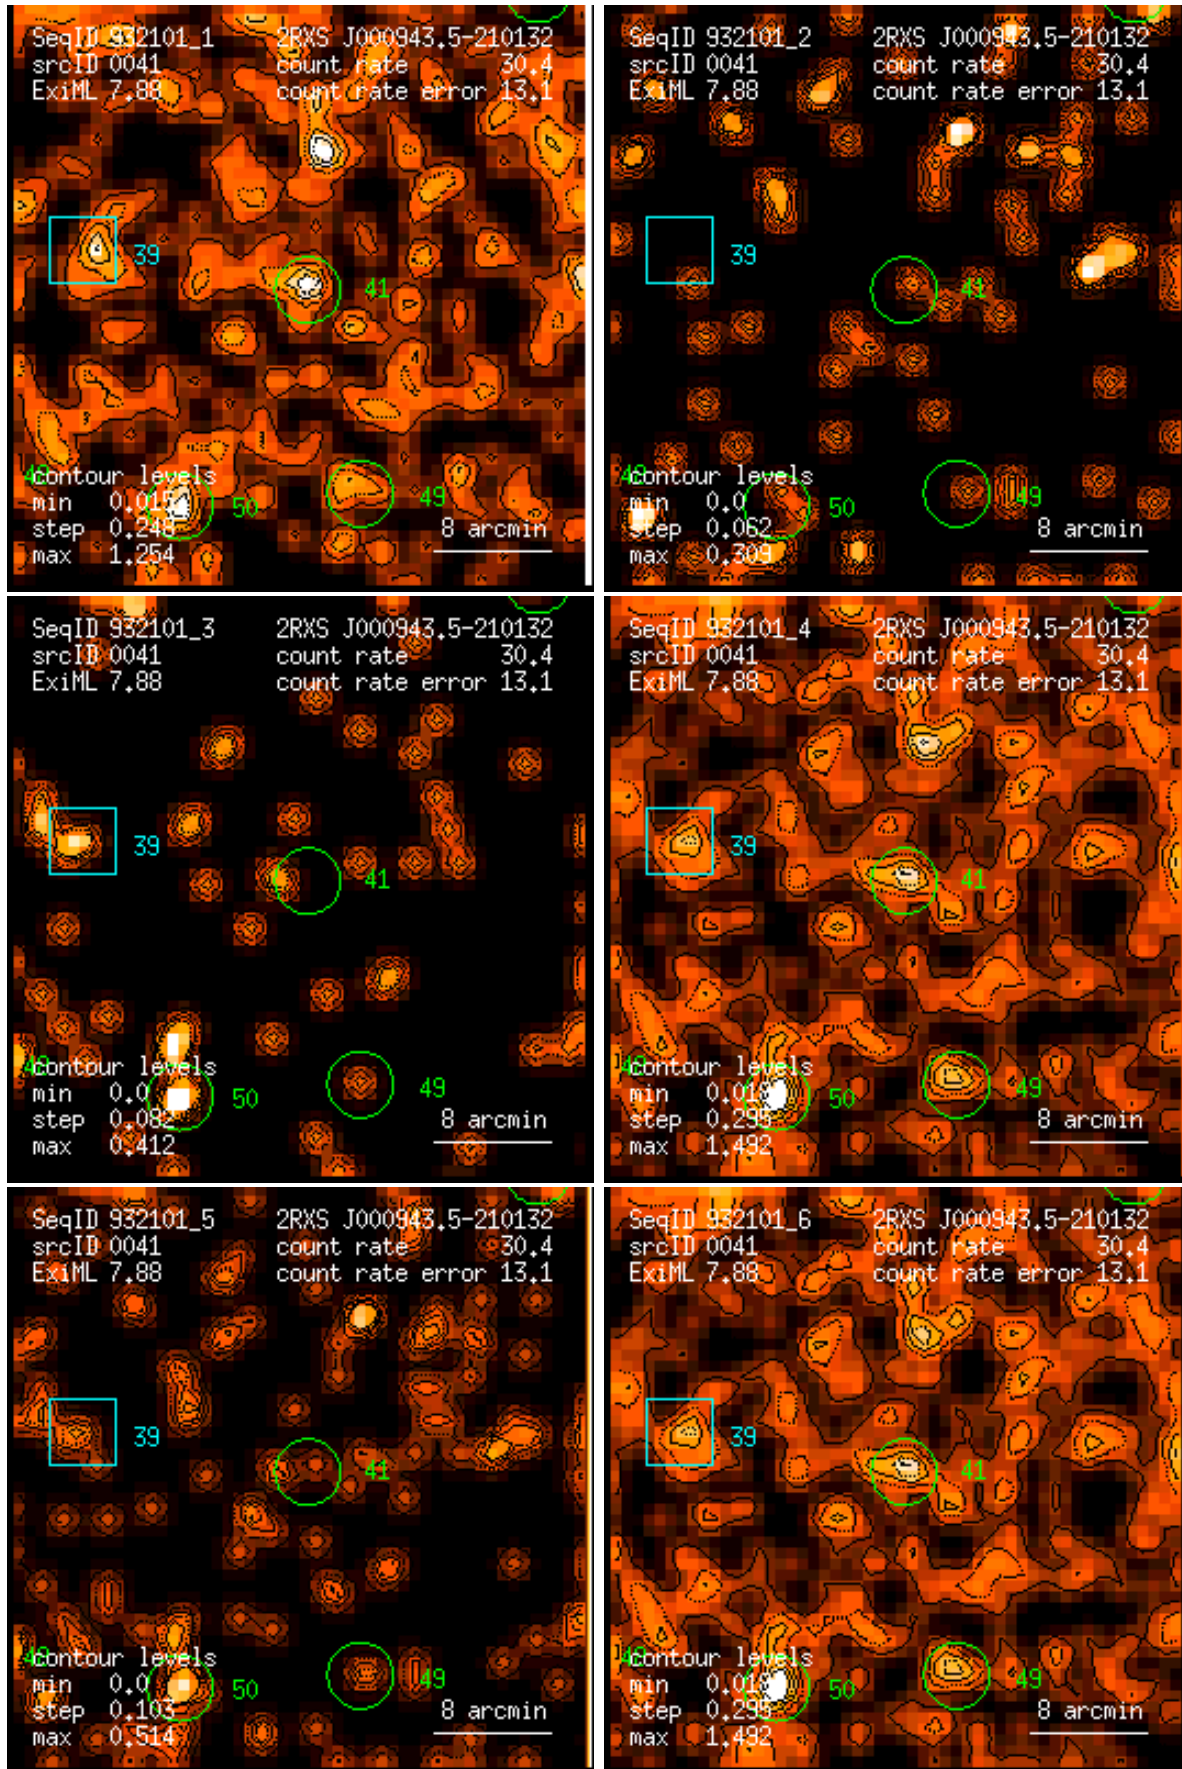 SeqID 932101_1 2RXS J000943.5-210132
srcID 0041 count rate 30.4
ExiML 7.88 count rate error 13.1
39
41
contour levels
min 0.015
49
50
step 0.248
8 arcmin
max 1.254
SeqID 932101_2 2RXS J000943.5-210132
srcID 0041 count rate 30.4
ExiML 7.88 count rate error 13.1
39
41
contour levels
min 0.0
49
50
step 0.062
8 arcmin
max 0.309
SeqID 932101_3 2RXS J000943.5-210132
srcID 0041 count rate 30.4
ExiML 7.88 count rate error 13.1
39
41
contour levels
min 0.0
49
50
step 0.082
8 arcmin
max 0.412
SeqID 932101_4 2RXS J000943.5-210132
srcID 0041 count rate 30.4
ExiML 7.88 count rate error 13.1
39
41
contour levels
min
49
50
step 0.295
8 arcmin
max 1.492
SeqID 932101_5 2RXS J000943.5-210132
srcID 0041 count rate 30.4
ExiML 7.88 count rate error 13.1
39
41
contour levels
min 0.0
49
50
step 0.103
8 arcmin
max 0.514
SeqID 932101_6 2RXS J000943.5-210132
srcID 0041 count rate 30.4
ExiML 7.88 count rate error 13.1
39
41
contour levels
min
49
50
step 0.295
8 arcmin
max 1.492